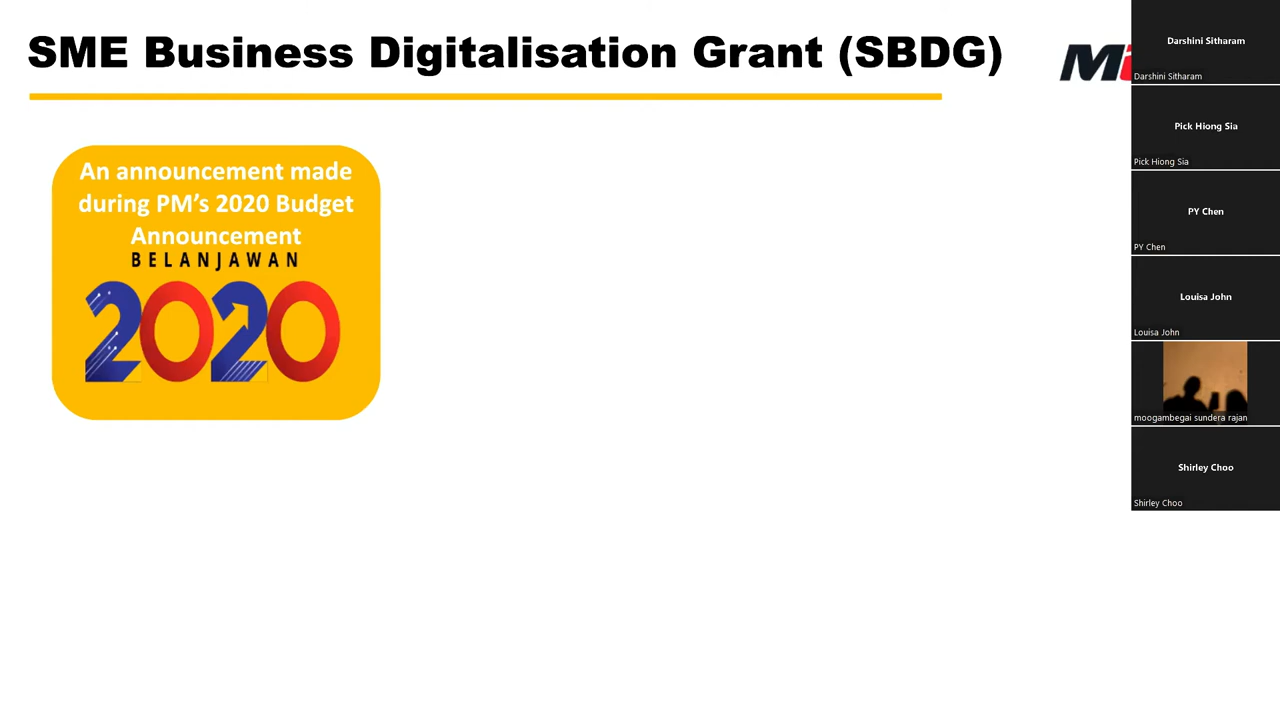 SME Business Digitalisation Grant (SBDG)
An announcement made
during PM's 2020 Budget
Announcement
BELANJAWAN
2020
Darshini Sitharam
Darshini Sitharam
Pick Hiong Sia
Pick Hiong Sia
PY Chen
PY Chen
Louisa John
Louisa John
moogambegai sundera rajan
Shirley Choo
Shirley Choo